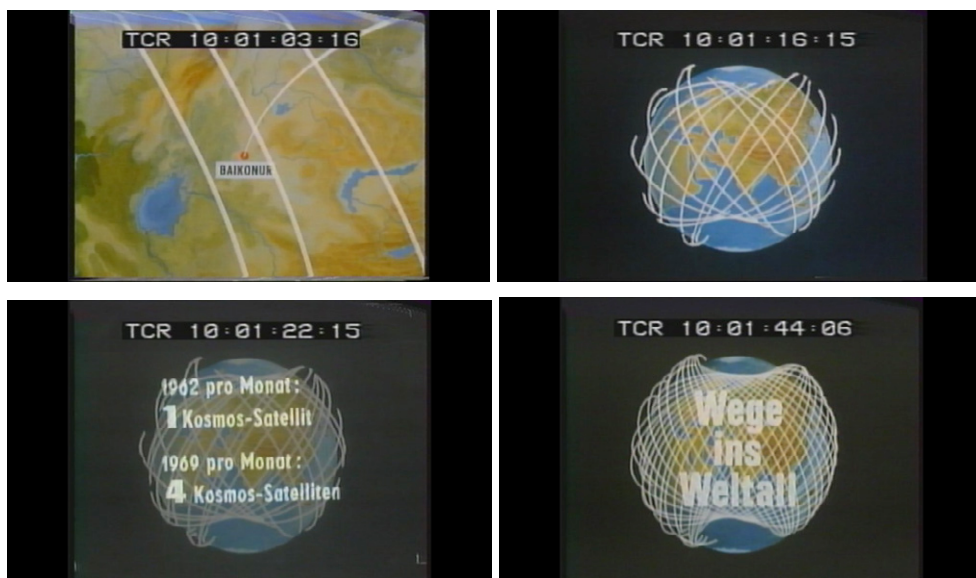 TCR 10:01:03:16
BAIKONUR
TCR 10:01:16:15
TCR 10:01:22:15
1962 pro Monat:
1 Kosmos-Satellit
1969 pro Monat:
4 Kosmos-Satelliten
TCR 10:01:44:06
Wege
ins
Weltall